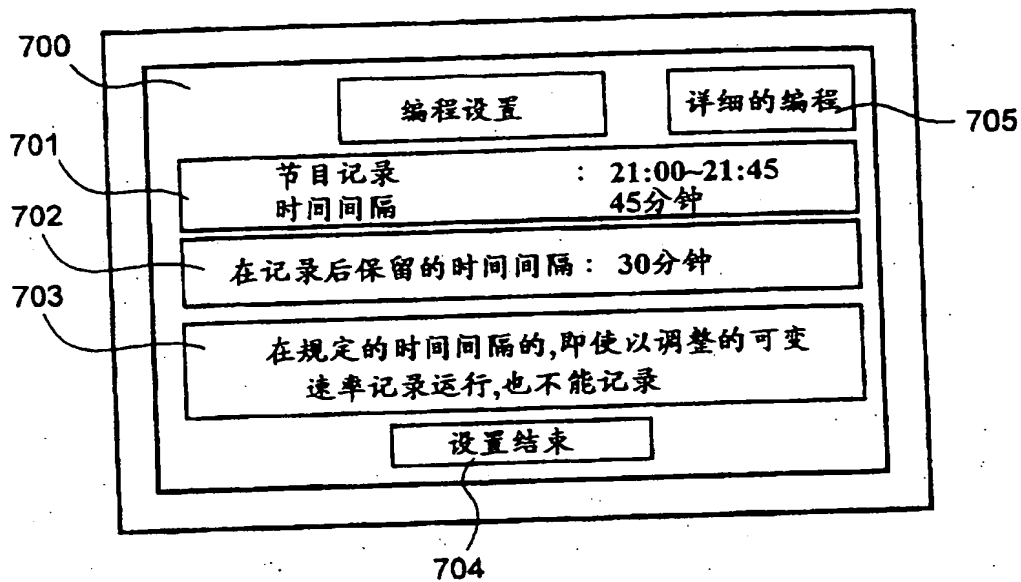 700
编程设置
详细的编程
705
701
节目记录 : 21:00~21:45
时间间隔 45分钟
702
在记录后保留的时间间隔: 30分钟
703
在规定的时间间隔的,即使以调整的可变
速率记录运行,也不能记录
设置结束
704